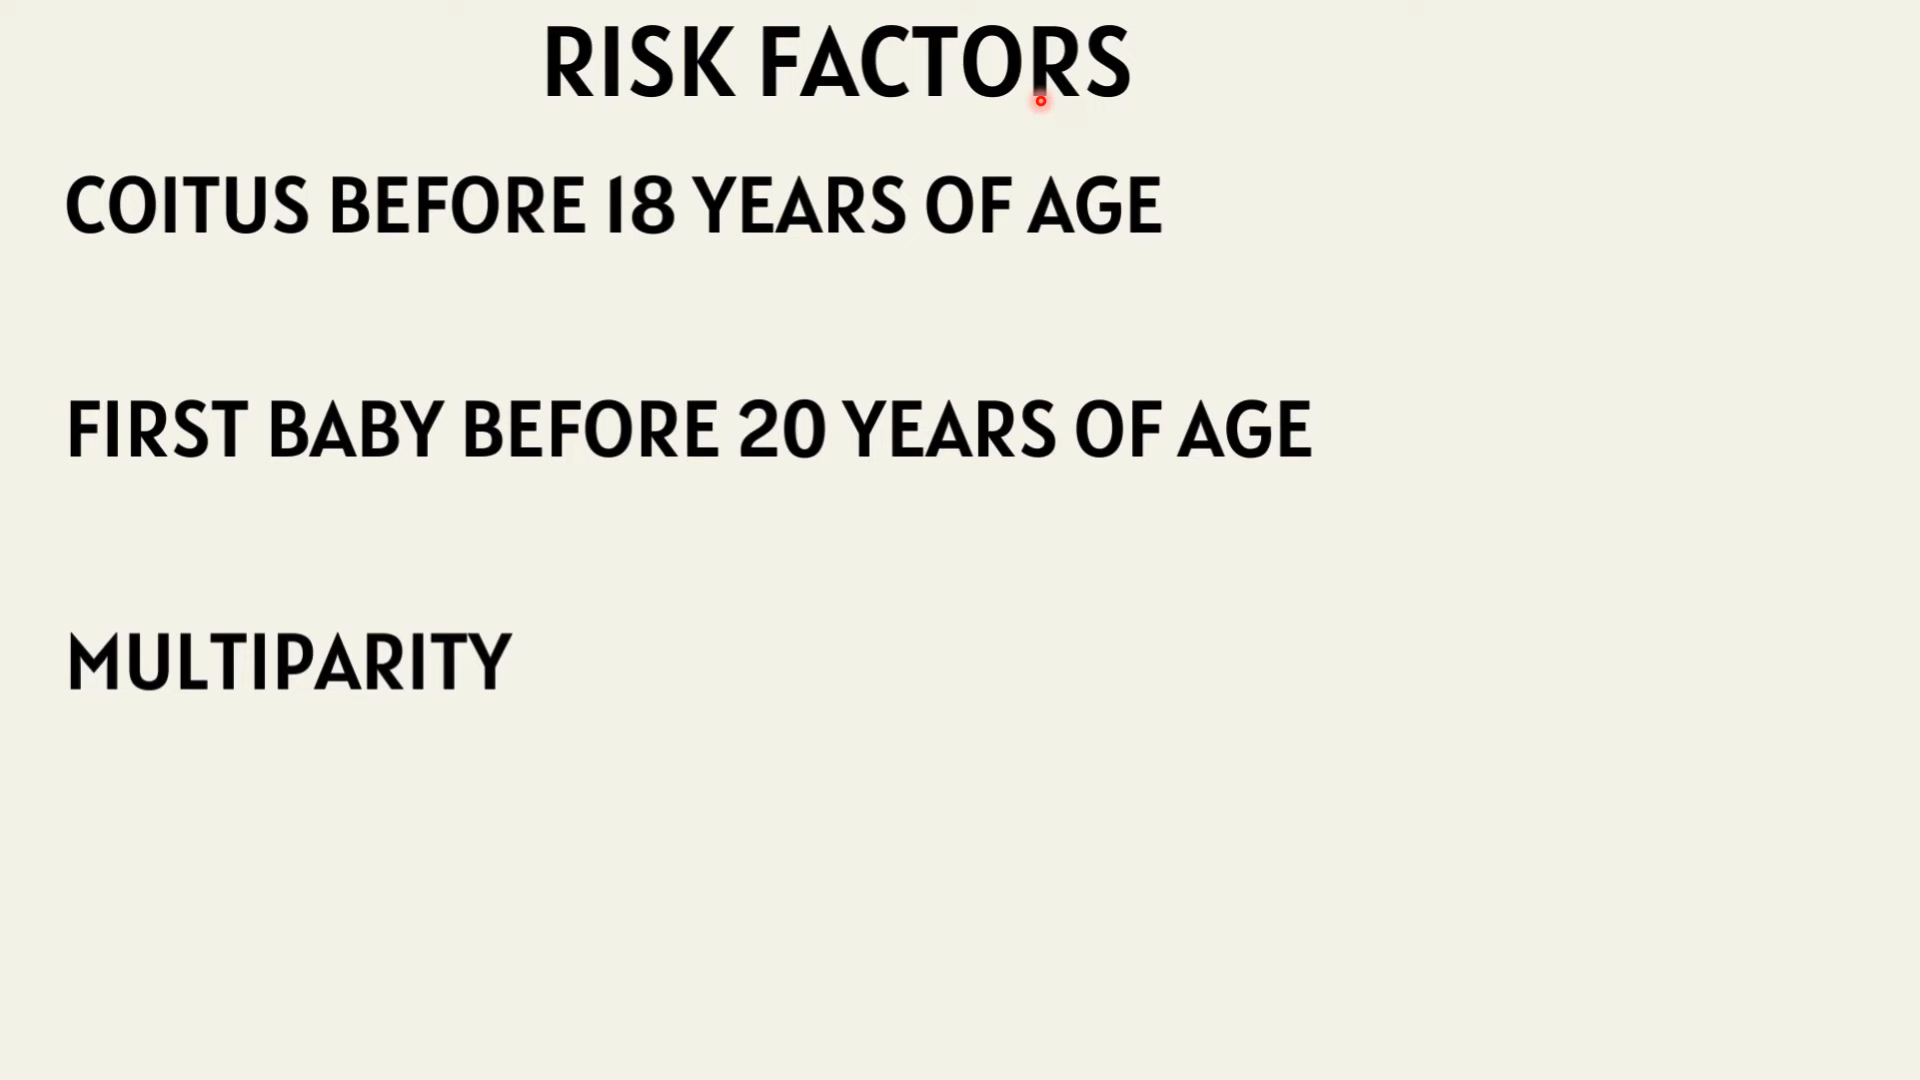 RISK FACTORS
COITUS BEFORE 18 YEARS OF AGE
FIRST BABY BEFORE 20 YEARS OF AGE
MULTIPARITY